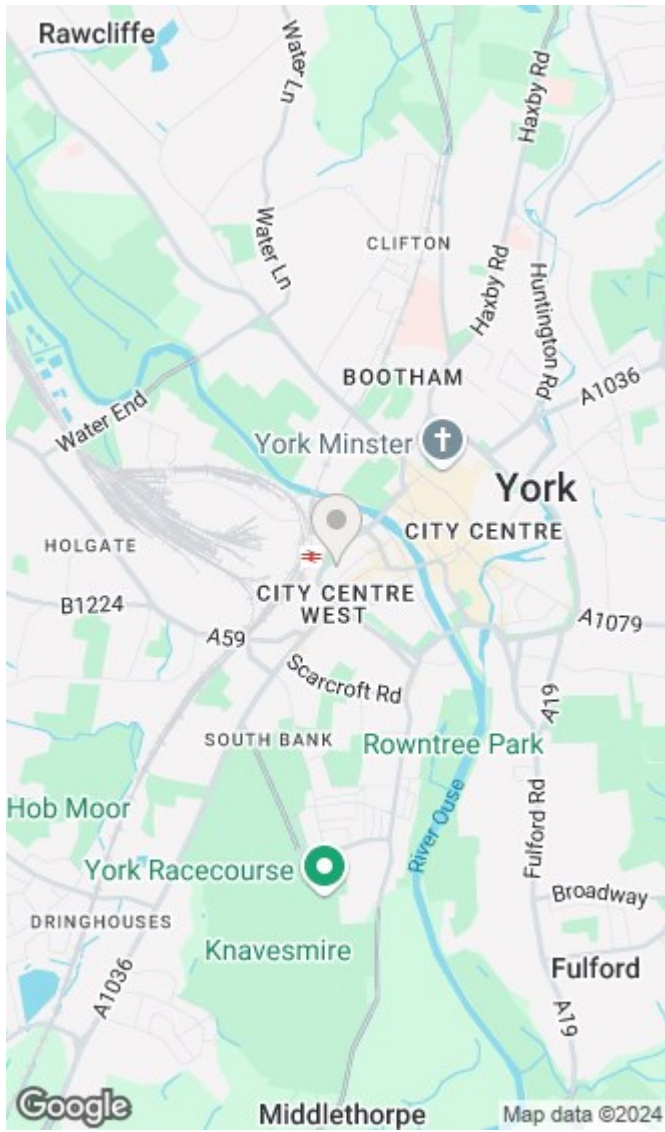 Rawcliffe
Water Ln
Haxby Rd
Water Ln
CLIFTON
Haxby Rd
Huntington Rd
BOOTHAM
A1036
Water End
York Minster
York
CITY CENTRE
HOLGATE
CITY CENTRE
WEST
B1224
A59
A1079
Scarcroft Rd
A19
SOUTH BANK
Rowntree Park
Hob Moor
River Ouse
Fulford Rd
York Racecourse
Broadway
DRINGHOUSES
Knavesmire
Fulford
A1036
A19
Google
Middlethorpe
Map data ©2024